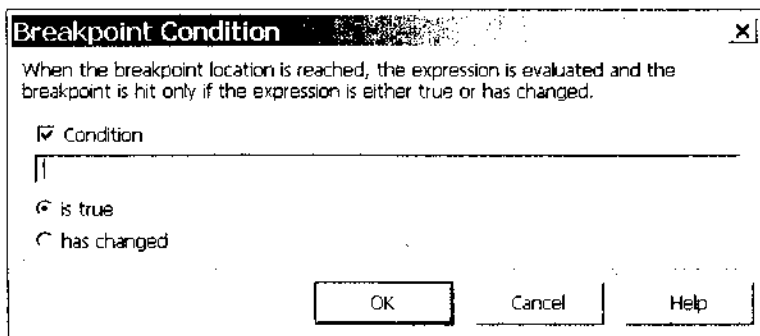 Breakpoint Condition
When the breakpoint location is reached, the expression is evaluated and the
breakpoint is hit only if the expression is either true or has changed.
Condition
is true
has changed
OK Cancel Help